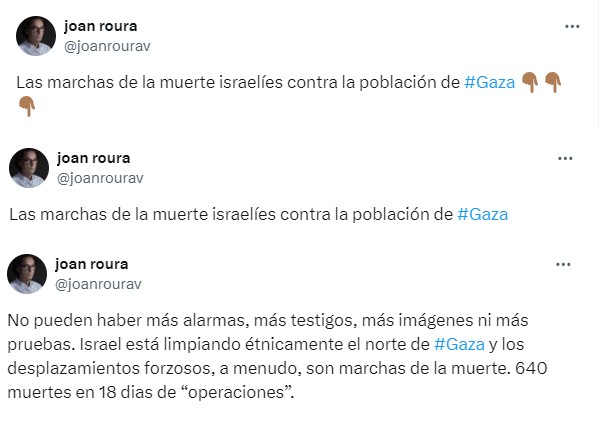 joan roura
@joanrourav
Las marchas de la muerte israelíes contra la población de #Gaza 👇🏽👇🏽
👇🏽
joan roura
@joanrourav
Las marchas de la muerte israelíes contra la población de #Gaza
joan roura
@joanrourav
No pueden haber más alarmas, más testigos, más imágenes ni más
pruebas. Israel está limpiando étnicamente el norte de #Gaza y los
desplazamientos forzosos, a menudo, son marchas de la muerte. 640
muertes en 18 dias de “operaciones”.